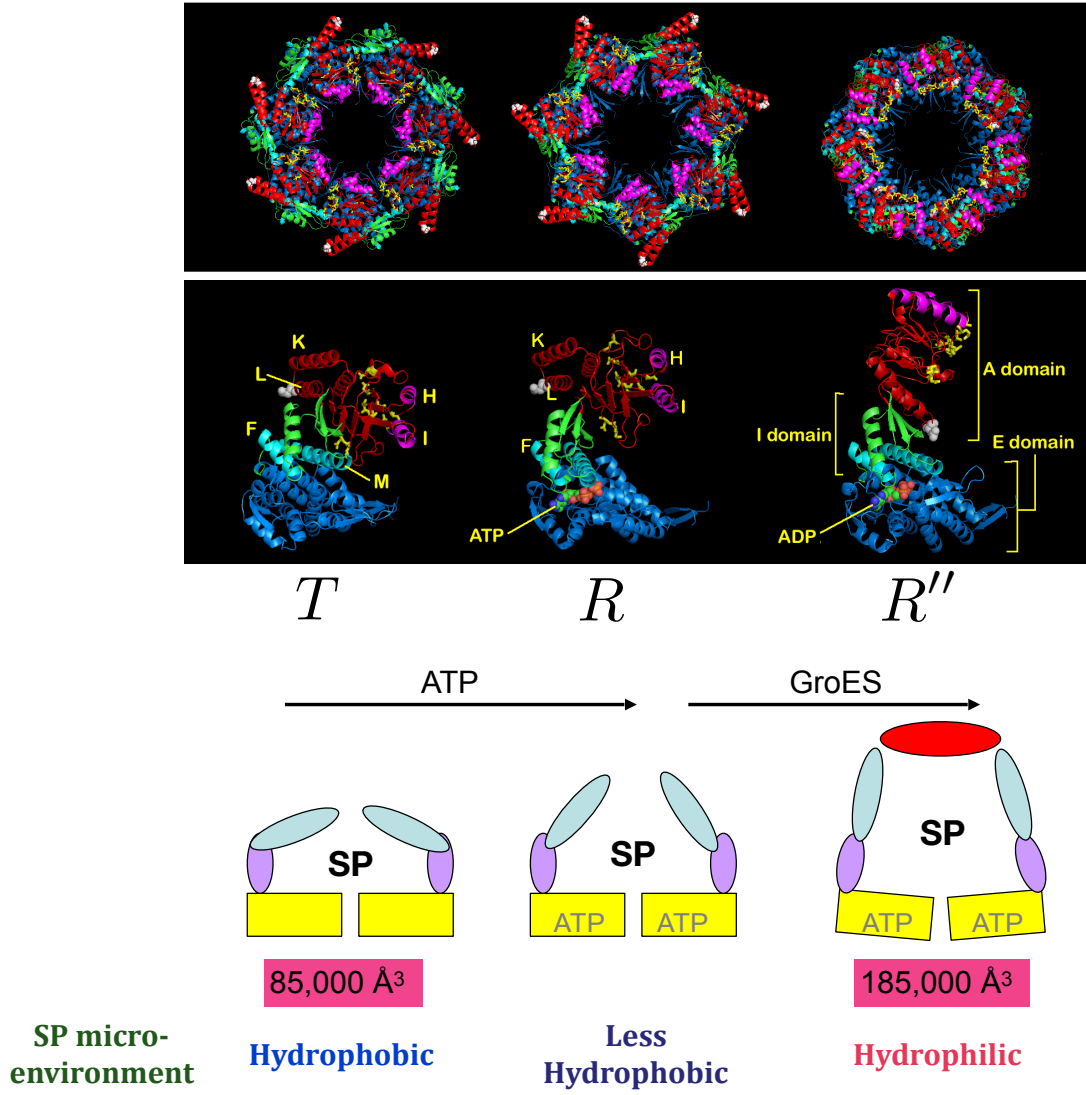 K
L
H
F
I
M
K
L
H
I
F
ATP
A domain
I domain
E domain
ADP
T
R
R''
ATP
GroES
SP
SP
SP
ATP
ATP
ATP
ATP
85,000 Å³
185,000 Å³
SP micro-
environment
Hydrophobic
Less
Hydrophobic
Hydrophilic